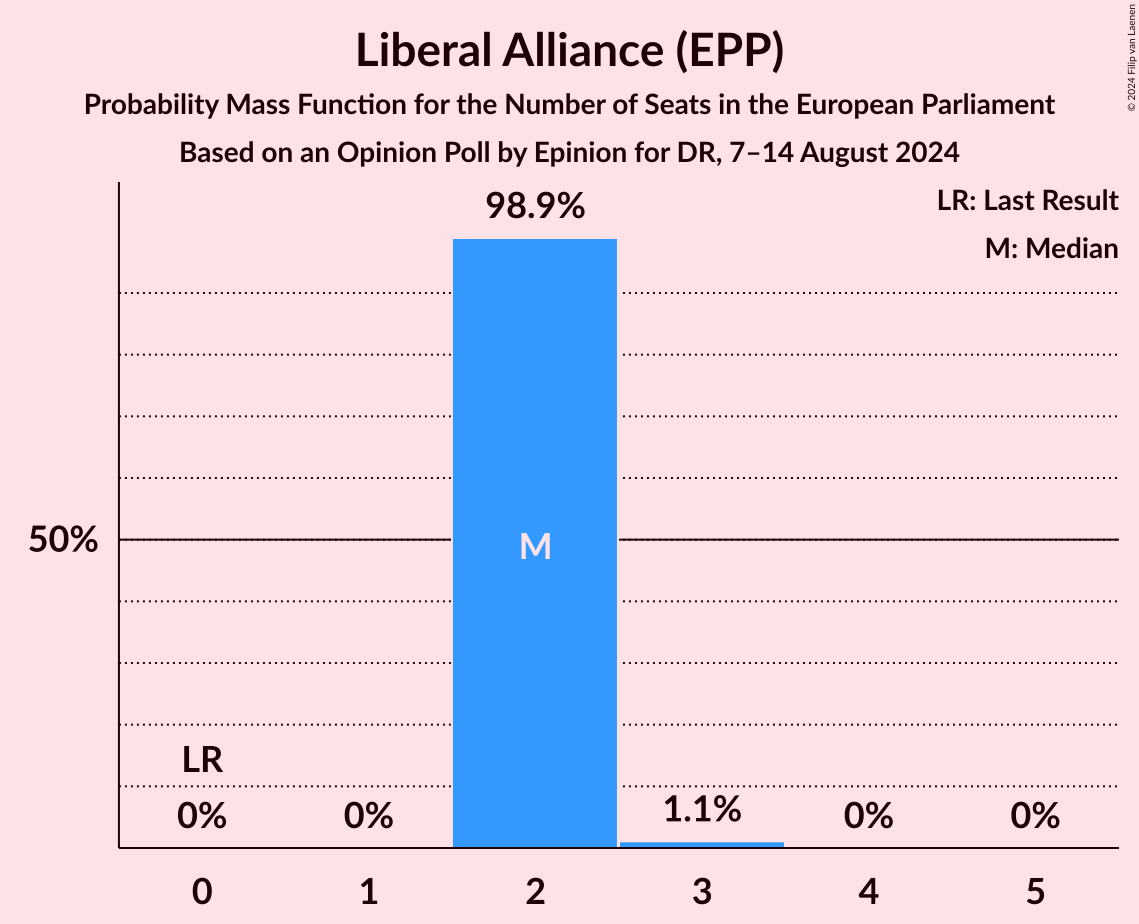 Liberal Alliance (EPP)
Probability Mass Function for the Number of Seats in the European Parliament
Based on an Opinion Poll by Epinion for DR, 7–14 August 2024
© 2024 Filip van Laenen
LR: Last Result
M: Median
98.9%
50%
M
LR
0%
0%
1.1%
0%
0%
0
1
2
3
4
5